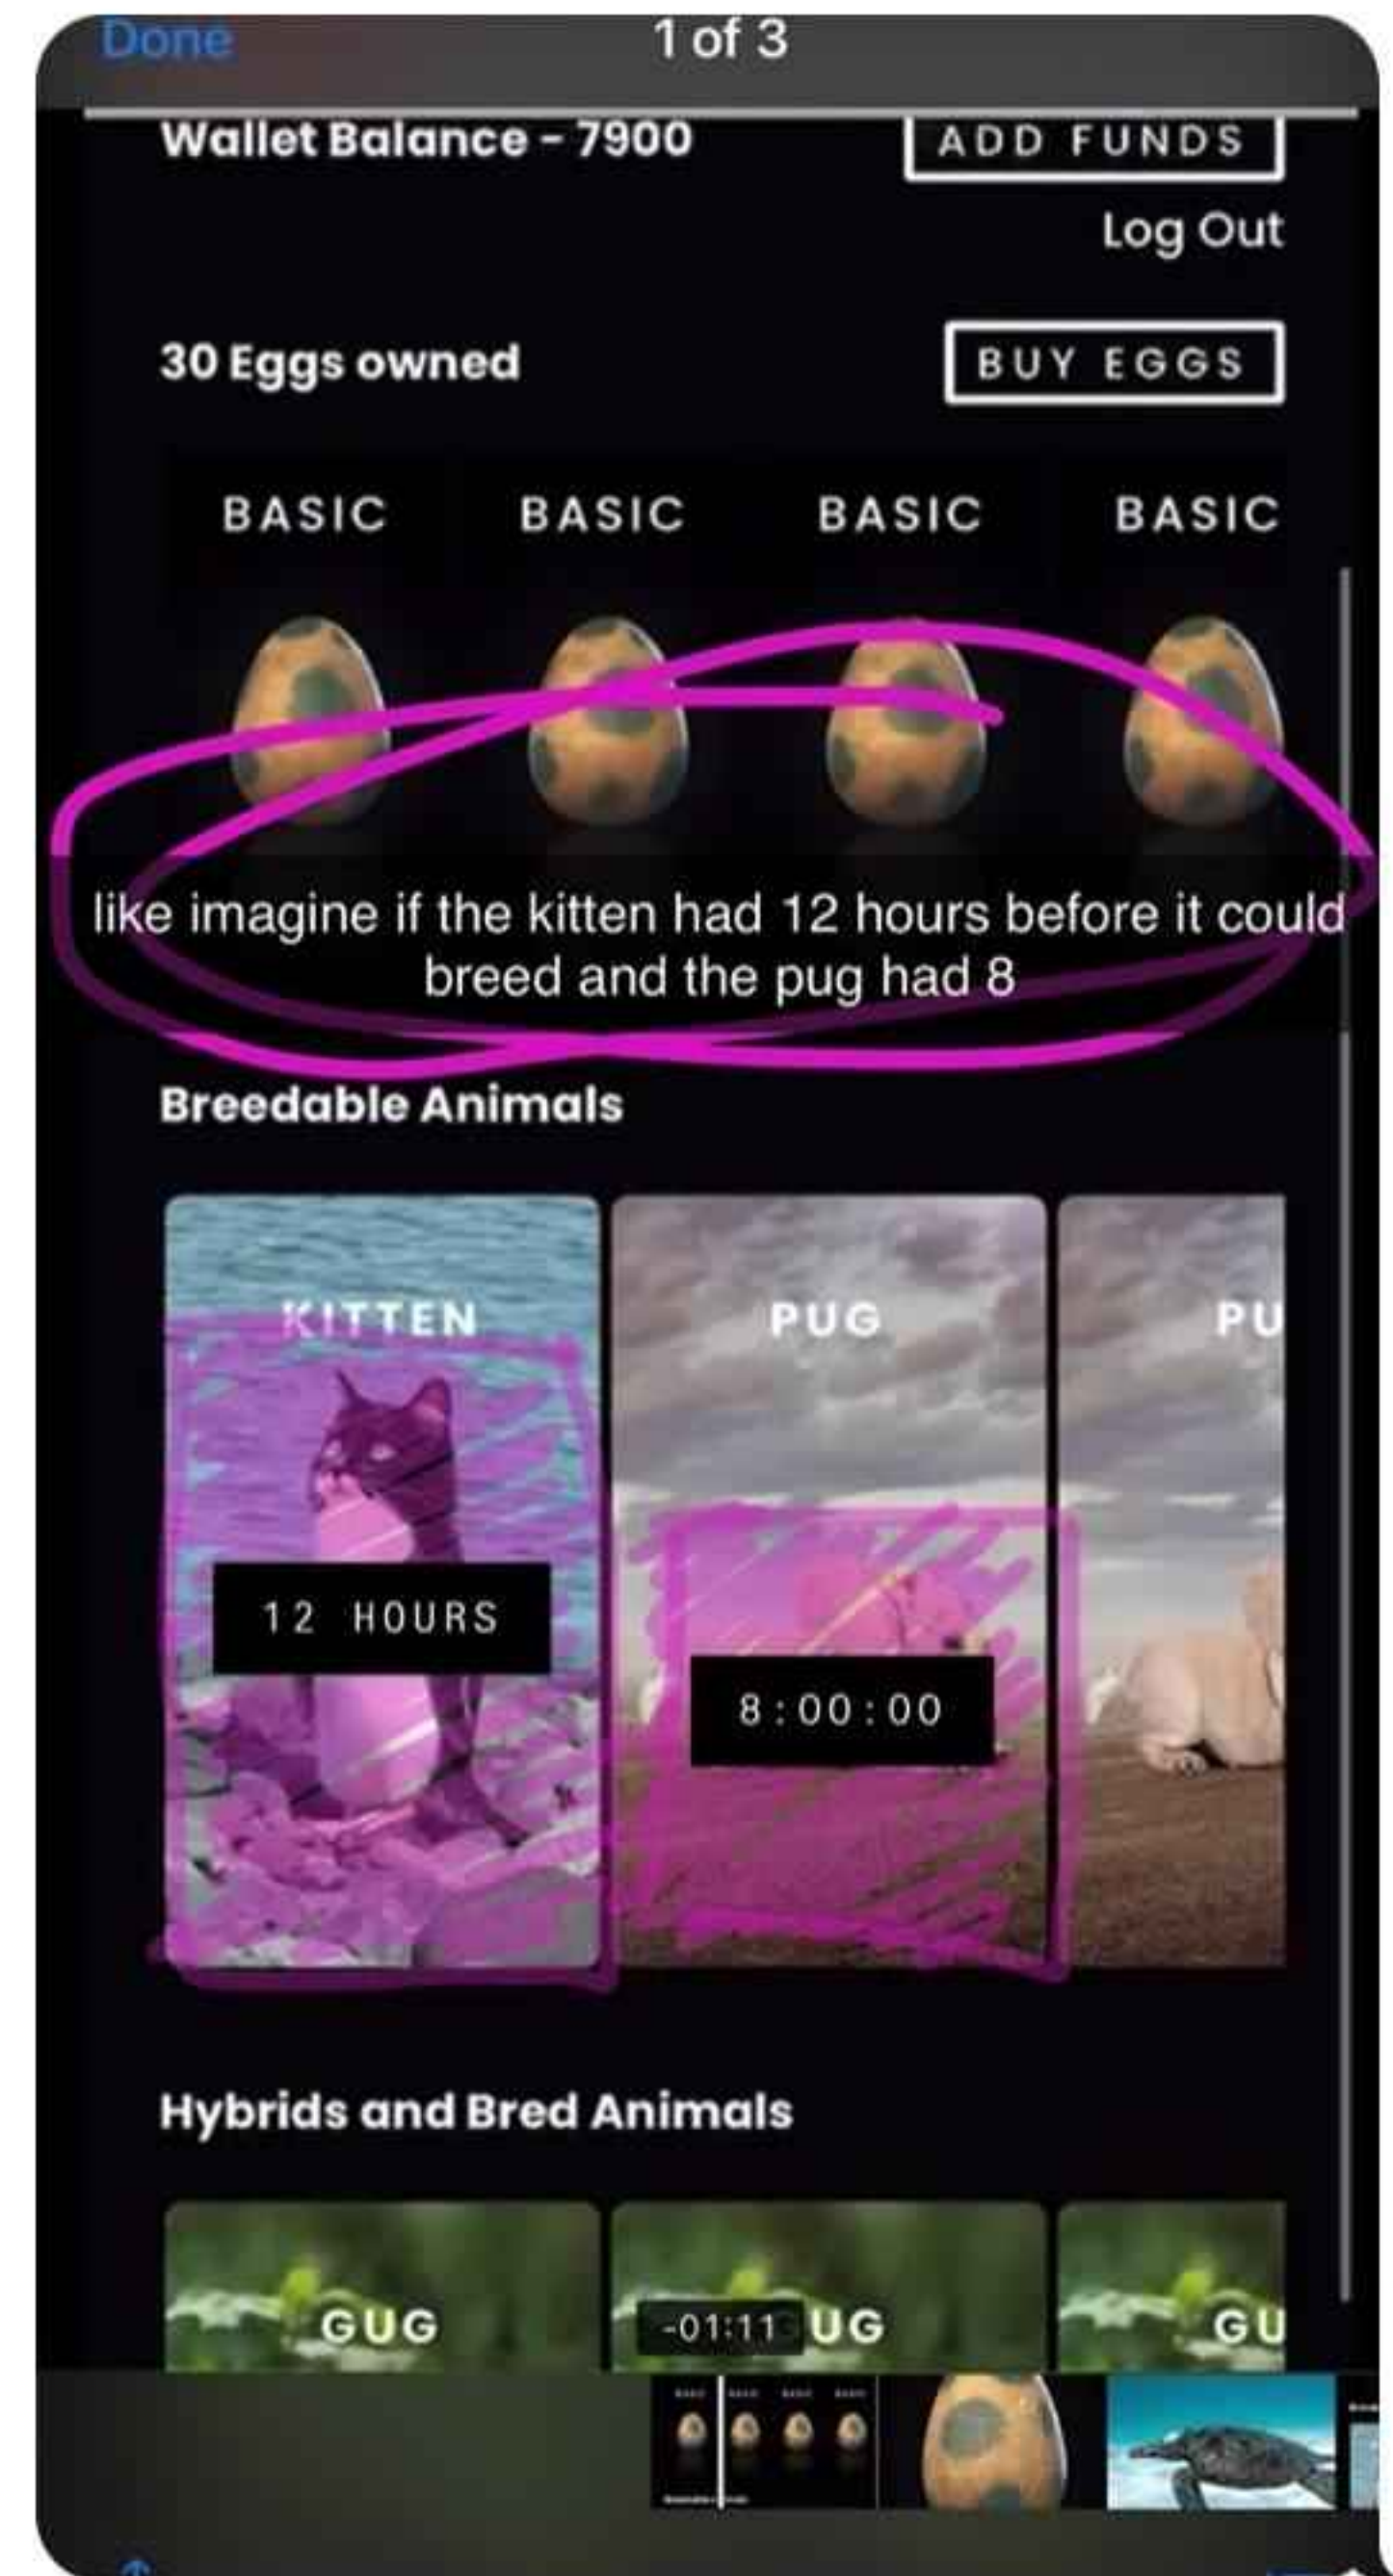 Done
1 of 3
Wallet Balance - 7900
ADD FUNDS
Log Out
30 Eggs owned
BUY EGGS
BASIC
BASIC
BASIC
BASIC
like imagine if the kitten had 12 hours before it could
breed and the pug had 8
Breedable Animals
KITTEN
PUG
PU
12 HOURS
8:00:00
Hybrids and Bred Animals
GUG
-01:11
UG
GU